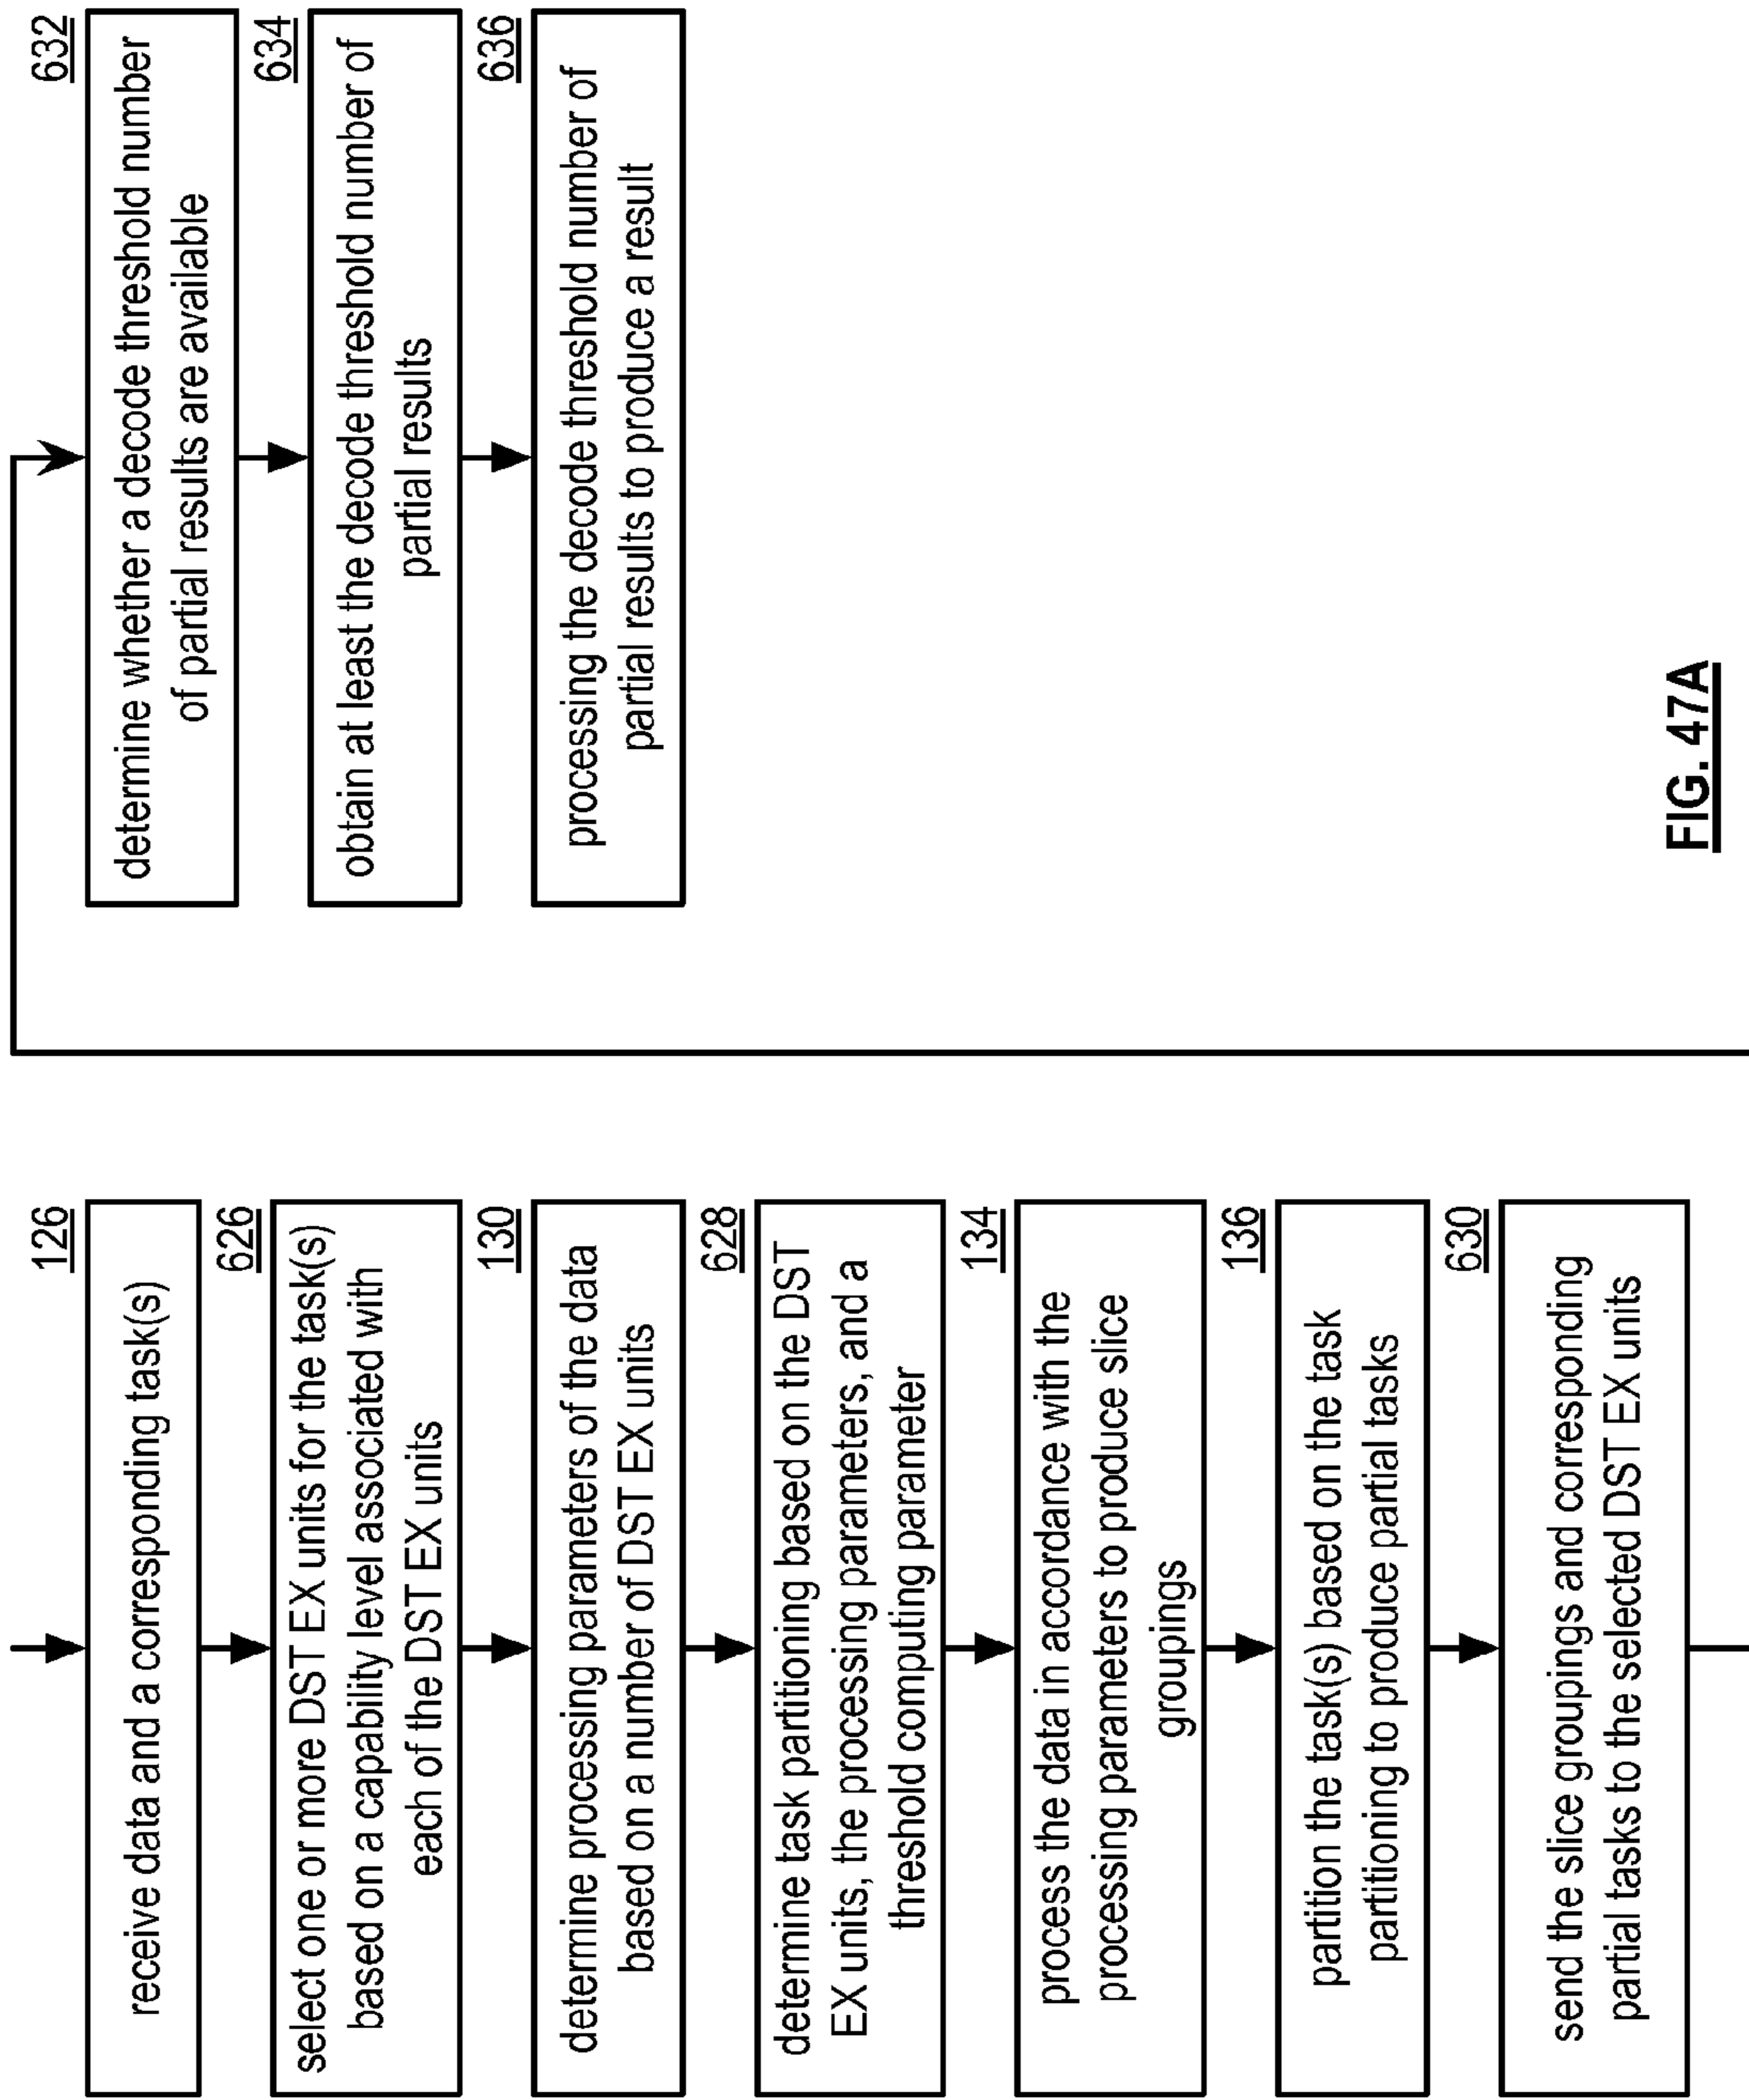 126
receive data and a corresponding task(s)
626
select one or more DST EX units for the task(s)
based on a capability level associated with
each of the DST EX units
130
determine processing parameters of the data
based on a number of DST EX units
628
determine task partitioning based on the DST
EX units, the processing parameters, and a
threshold computing parameter
134
process the data in accordance with the
processing parameters to produce slice
groupings
136
partition the task(s) based on the task
partitioning to produce partial tasks
630
send the slice groupings and corresponding
partial tasks to the selected DST EX units
632
determine whether a decode threshold number
of partial results are available
634
obtain at least the decode threshold number of
partial results
636
processing the decode threshold number of
partial results to produce a result
FIG. 47A